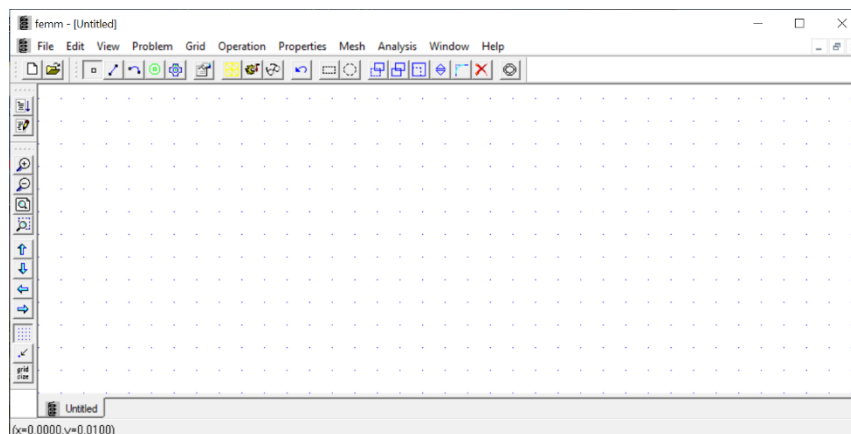 femm - [Untitled]
File Edit View Problem Grid Operation Properties Mesh Analysis Window Help
grid
size
Untitled
(x=0.0000,y=0.0100)